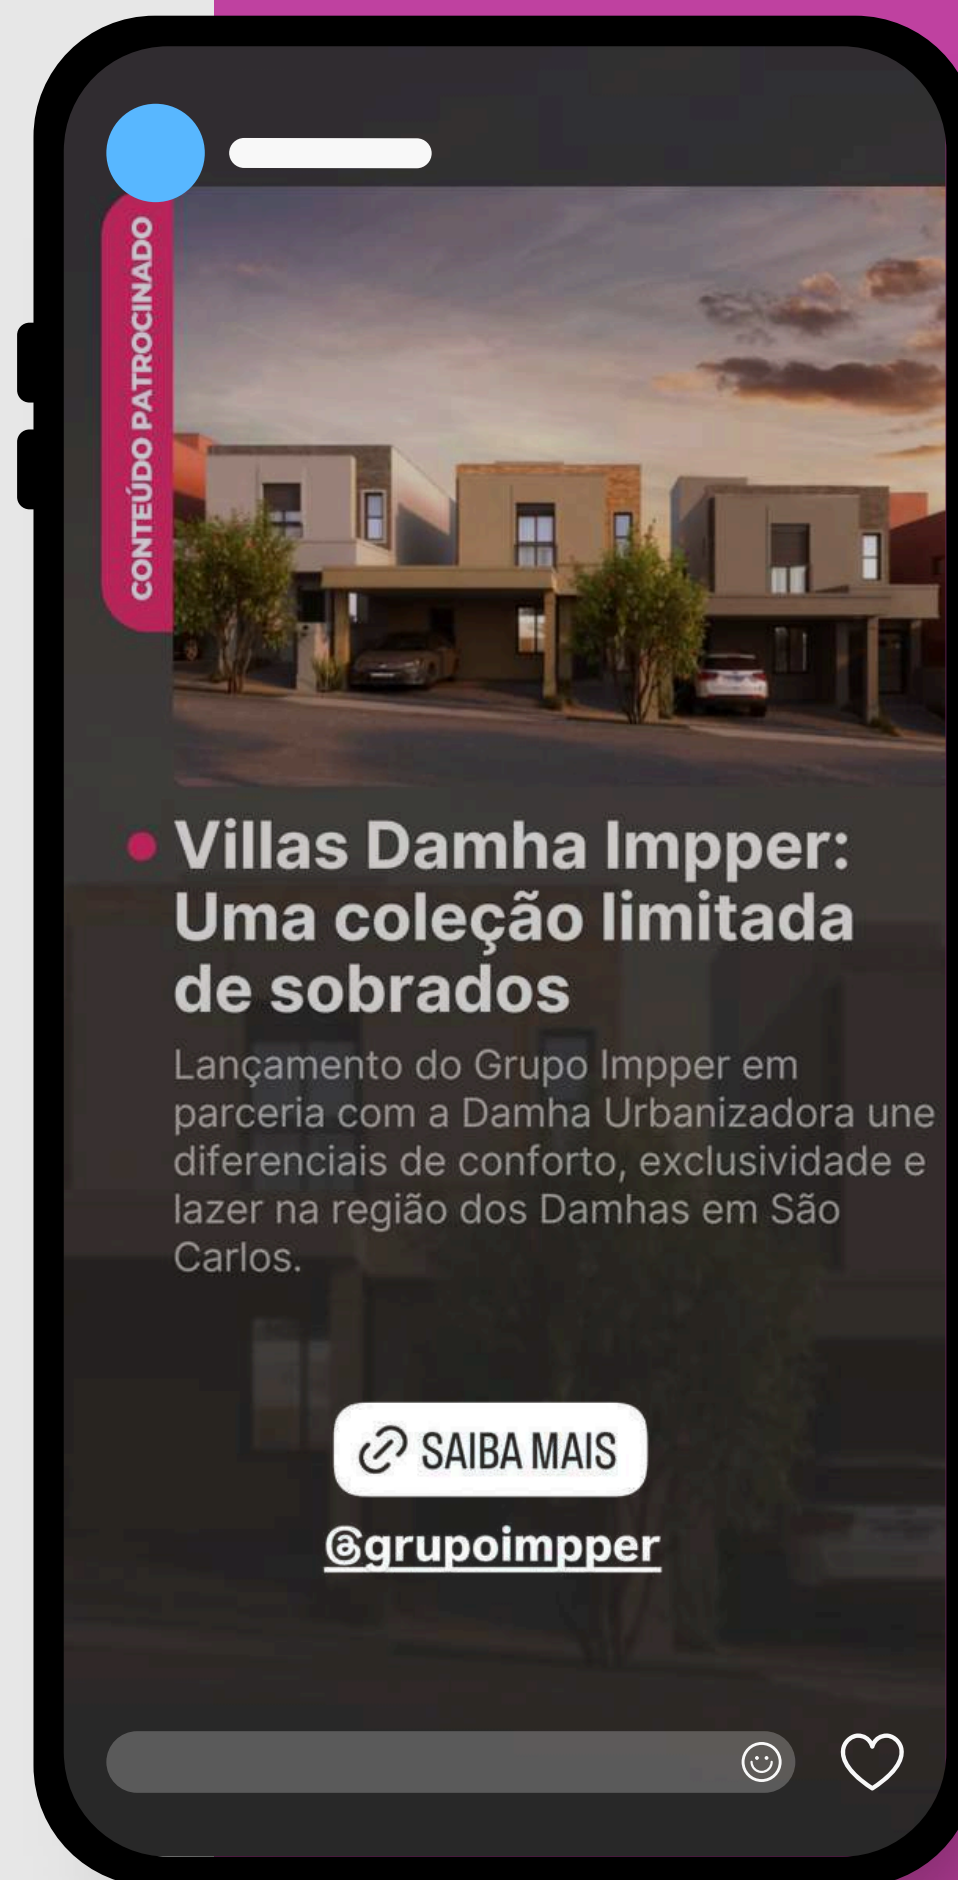 CONTEÚDO PATROCINADO
Villas Damha Impper:
Uma coleção limitada
de sobrados
Lançamento do Grupo Impper em
parceria com a Damha Urbanizadora une
diferenciais de conforto, exclusividade e
lazer na região dos Damhas em São
Carlos.
SAIBA MAIS
@grupoimpper